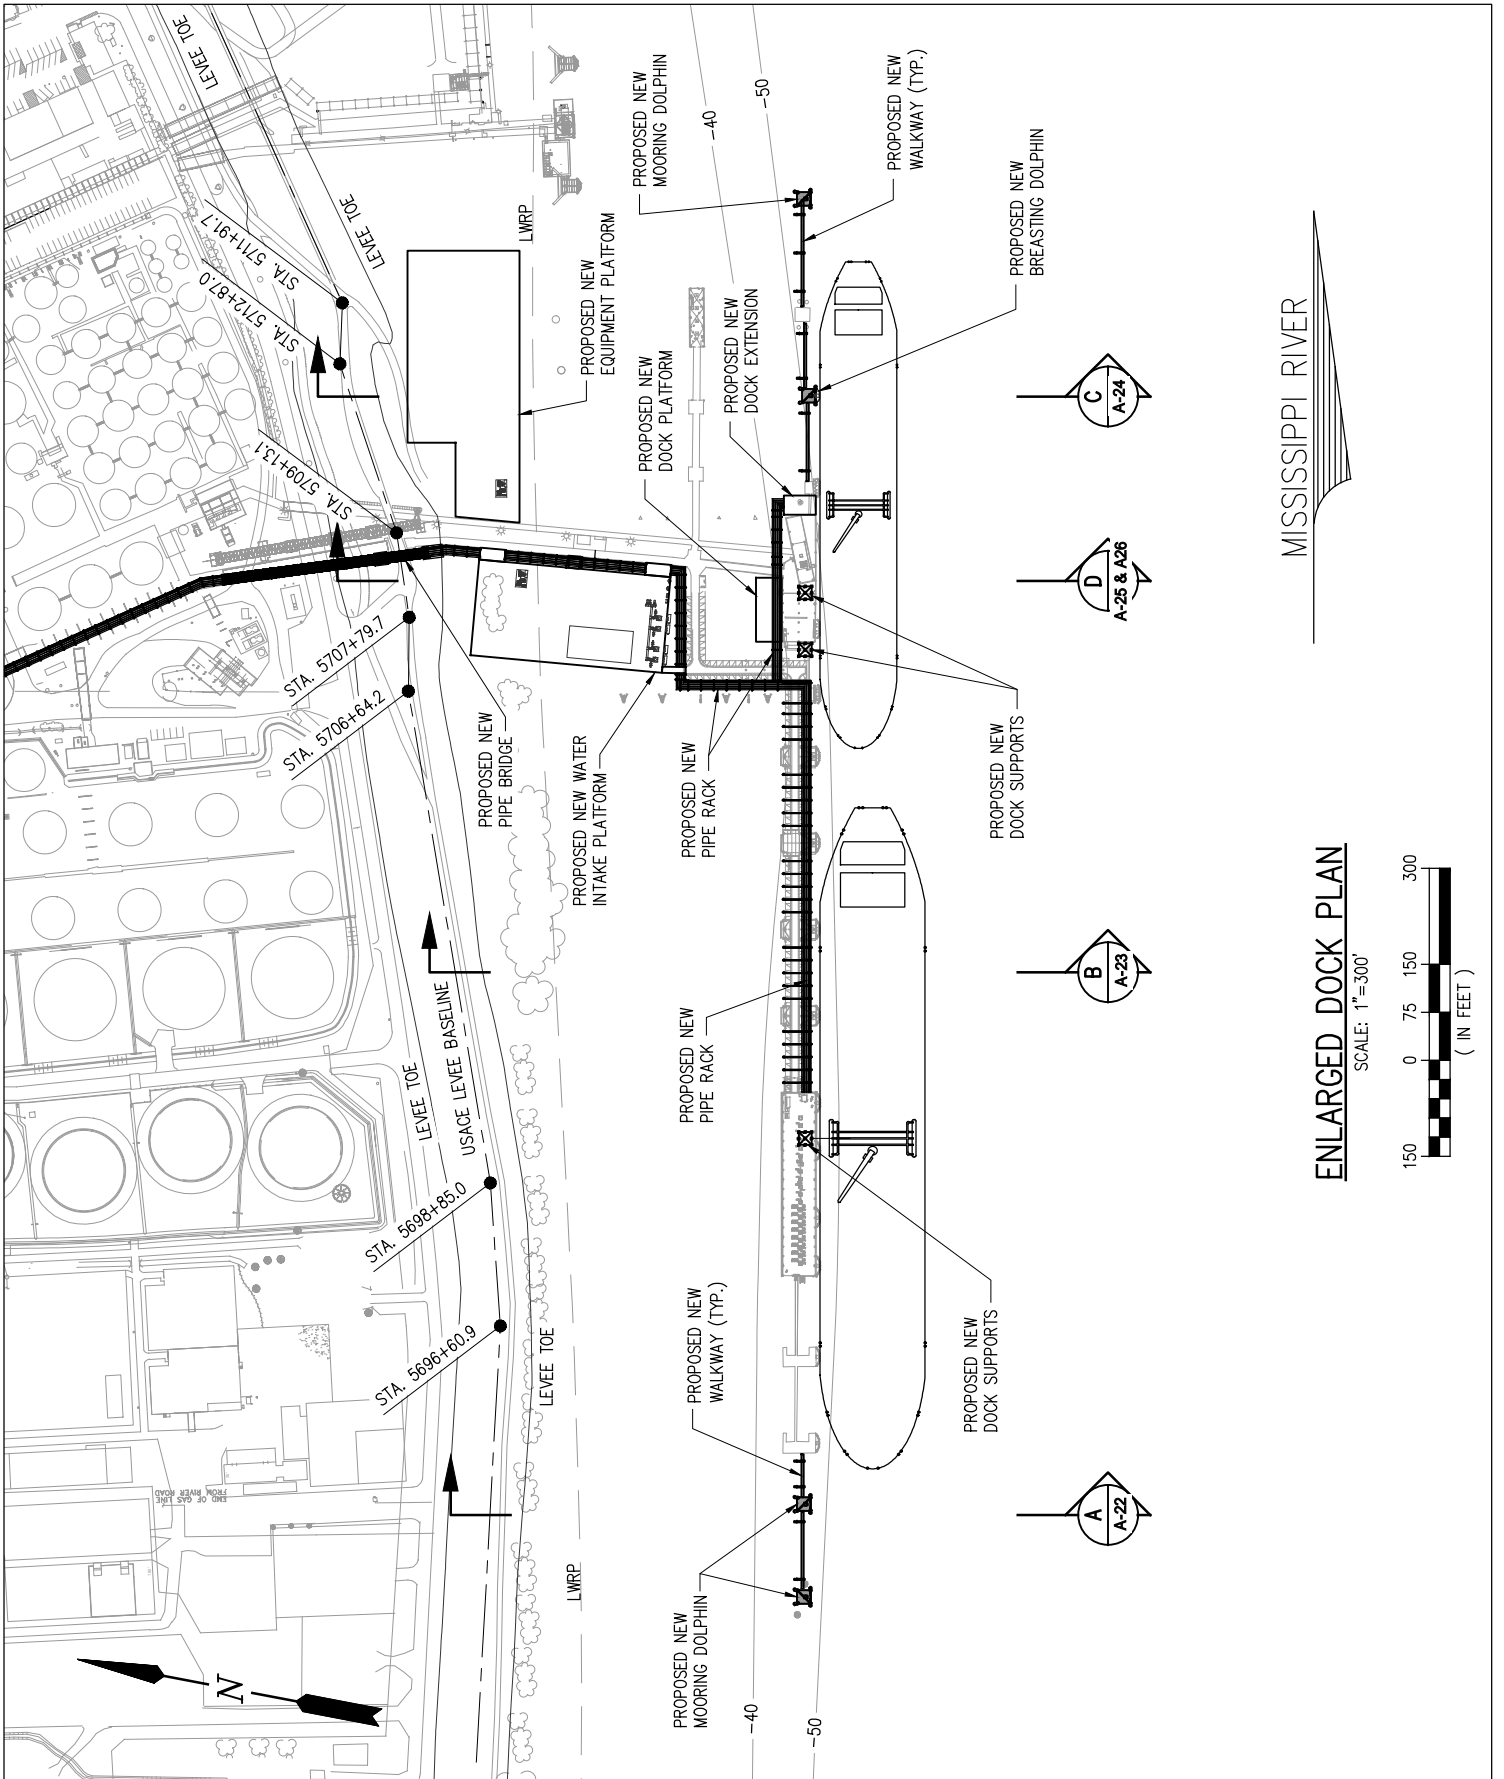 LEVEE TOE
LEVEE TOE
STA. 5711+91.7
STA. 5712+87.0
STA. 5709+13.1
STA. 5707+79.7
STA. 5706+64.2
STA. 5698+85.0
STA. 5696+60.9
LEVEE TOE
USACE LEVEE BASELINE
LEVEE TOE
LWRP
LWRP
END OF GAS LINE
FROM RIVER ROAD
N
PROPOSED NEW
EQUIPMENT PLATFORM
PROPOSED NEW
MOORING DOLPHIN
-40
-50
PROPOSED NEW
WALKWAY (TYP.)
PROPOSED NEW
BREASTING DOLPHIN
PROPOSED NEW
DOCK PLATFORM
PROPOSED NEW
DOCK EXTENSION
PROPOSED NEW
PIPE BRIDGE
PROPOSED NEW WATER
INTAKE PLATFORM
PROPOSED NEW
PIPE RACK
PROPOSED NEW
DOCK SUPPORTS
PROPOSED NEW
PIPE RACK
PROPOSED NEW
WALKWAY (TYP.)
PROPOSED NEW
DOCK SUPPORTS
PROPOSED NEW
MOORING DOLPHIN
-40
-50
A
A-22
B
A-23
D
A-25 & A26
C
A-24
MISSISSIPPI RIVER
ENLARGED DOCK PLAN
SCALE: 1"=300'
150 0 75 150 300
( IN FEET )